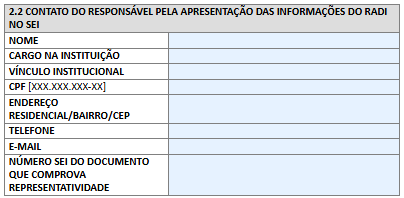 2.2 CONTATO DO RESPONSÁVEL PELA APRESENTAÇÃO DAS INFORMAÇÕES DO RADI
NO SEI
NOME
CARGO NA INSTITUIÇÃO
VÍNCULO INSTITUCIONAL
CPF [XXX.XXX.XXX-XX]
ENDEREÇO
RESIDENCIAL/BAIRRO/CEP
TELEFONE
E-MAIL
NÚMERO SEI DO DOCUMENTO
QUE COMPROVA
REPRESENTATIVIDADE